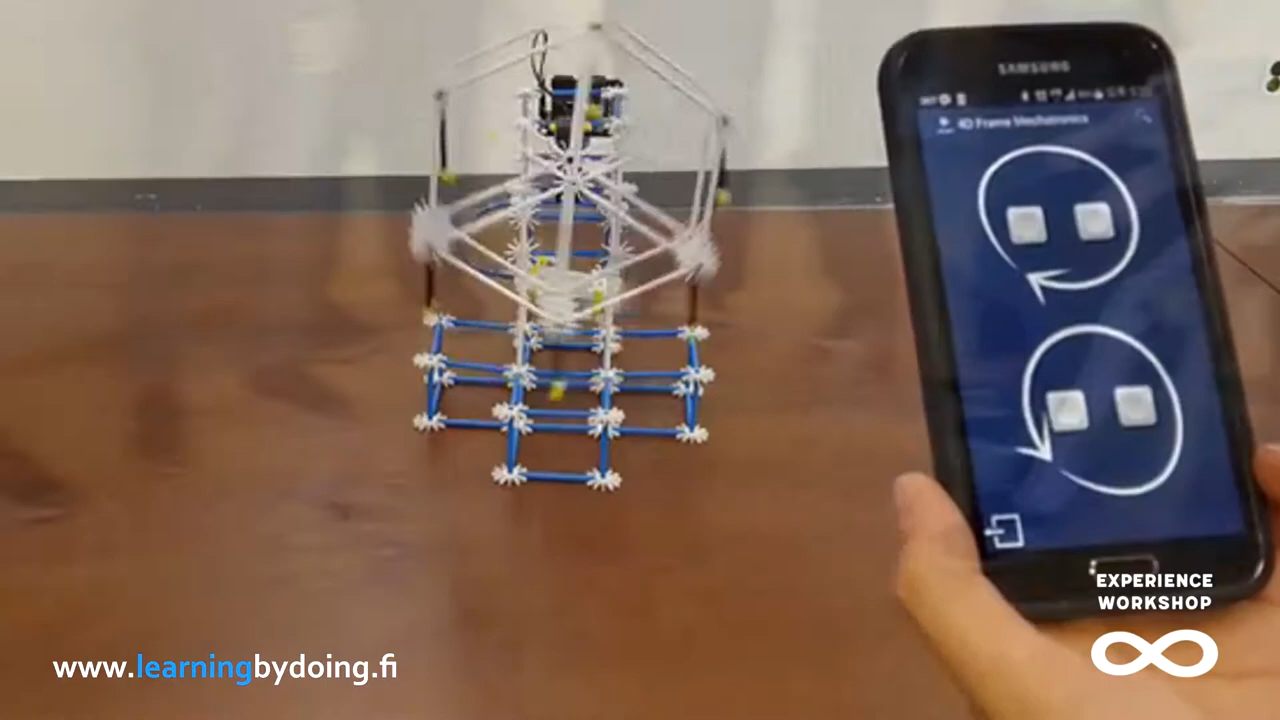 SAMSUNG
4D Frame Mechatronics
EXPERIENCE
WORKSHOP
www.learningbydoing.fi